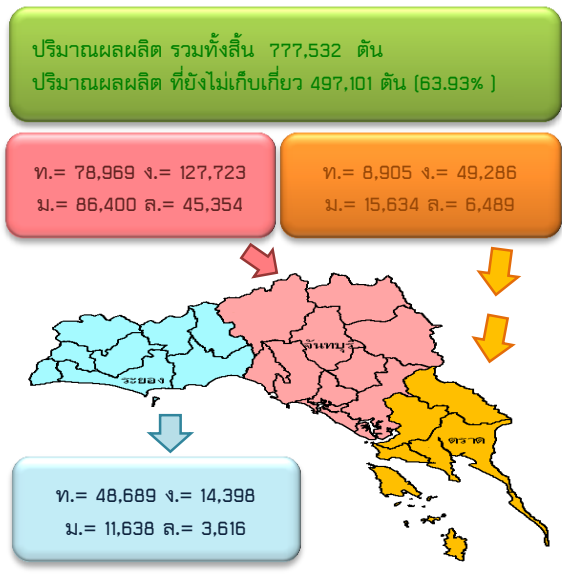 ปริมาณผลผลิต รวมทั้งสิ้น 777,532 ตัน
ปริมาณผลผลิต ที่ยังไม่เก็บเกี่ยว 497,101 ตัน (63.93% )
ท.= 78,969 ง.= 127,723
ม.= 86,400 ล.= 45,354
ท.= 8,905 ง.= 49,286
ม.= 15,634 ล.= 6,489
จันทบุรี
ระยอง
ตราด
ท.= 48,689 ง.= 14,398
ม.= 11,638 ล.= 3,616